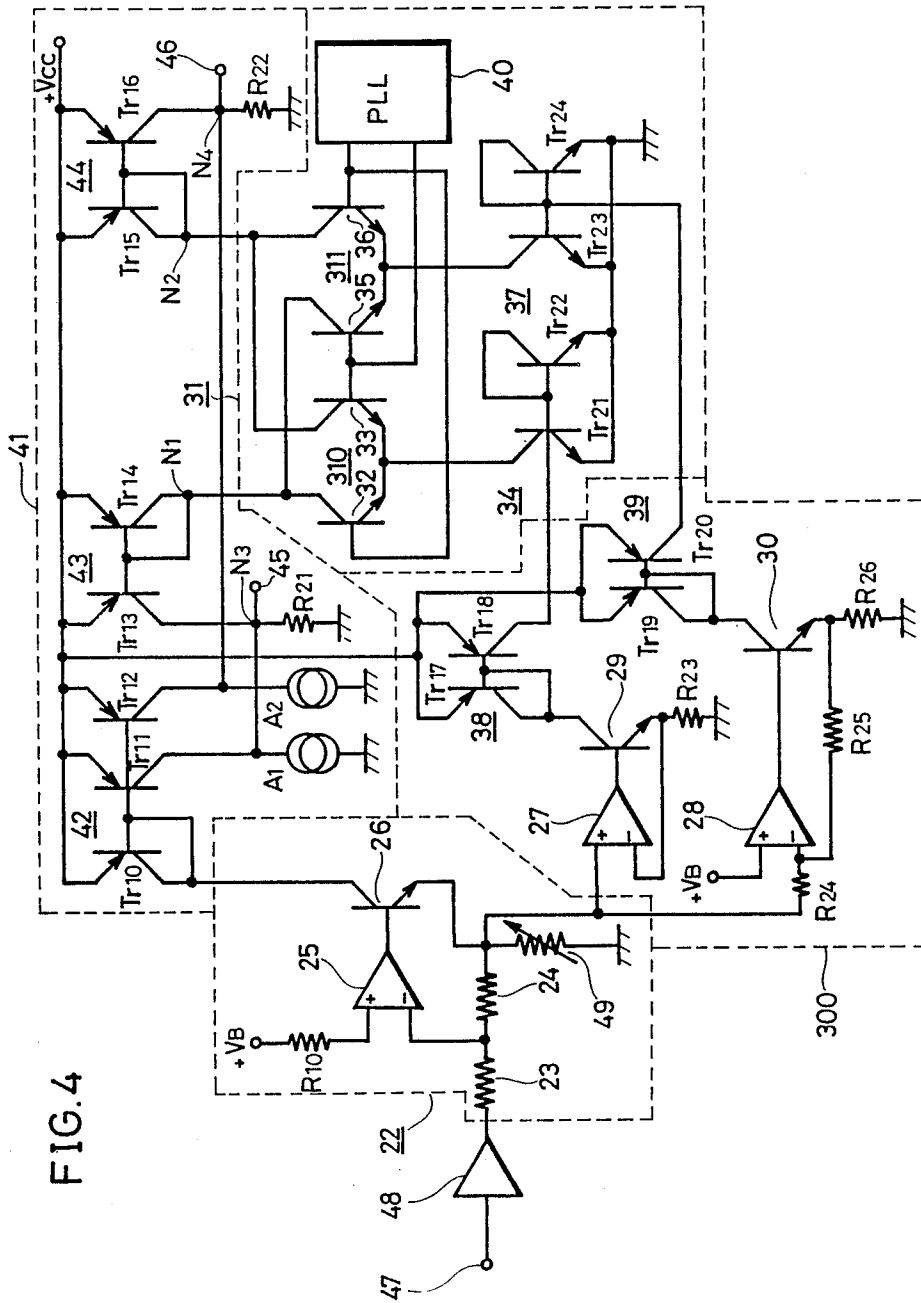 FIG.4
41
+Vcc
42
43
44
Tr10
Tr11
Tr12
Tr13
Tr14
Tr15
Tr16
N1
N2
N3
N4
45
46
A1
A2
R21
R22
31
310
311
32
33
35
36
PLL
40
34
37
Tr21
Tr22
Tr23
Tr24
22
+VB
R10
25
+
−
26
23
24
49
47
48
Tr17
Tr18
38
39
Tr19
Tr20
27
+
−
29
R23
+VB
28
+
−
30
R24
R25
R26
300